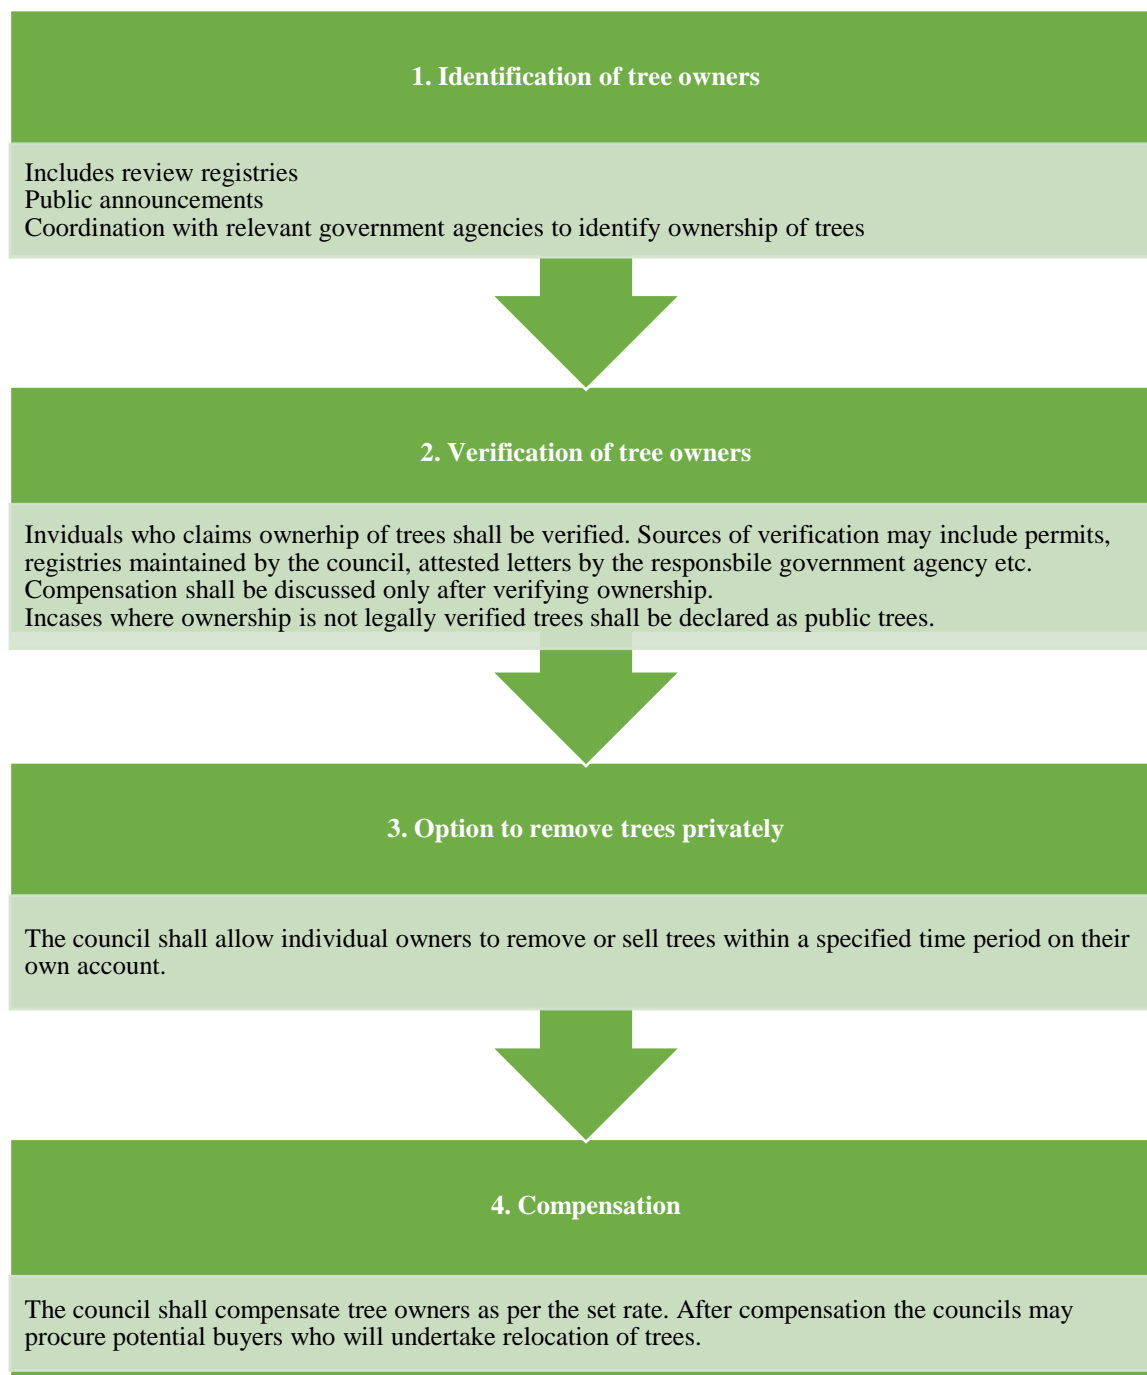 1. Identification of tree owners
Includes review registries
Public announcements
Coordination with relevant government agencies to identify ownership of trees
2. Verification of tree owners
Inviduals who claims ownerhip of trees shall be verified. Sources of verification may include permits,
registries maintained by the council, attested letters by the responsbile government agency etc.
Compensation shall be discussed only after verifying ownership.
Incases where ownership is not legally verified trees shall be declared as public trees.
3. Option to remove trees privately
The council shall allow individual owners to remove or sell trees within a specified time period on their
own account.
4. Compensation
The council shall compensate tree owners as per the set rate. After compensation the councils may
procure potential buyers who will undertake relocation of trees.